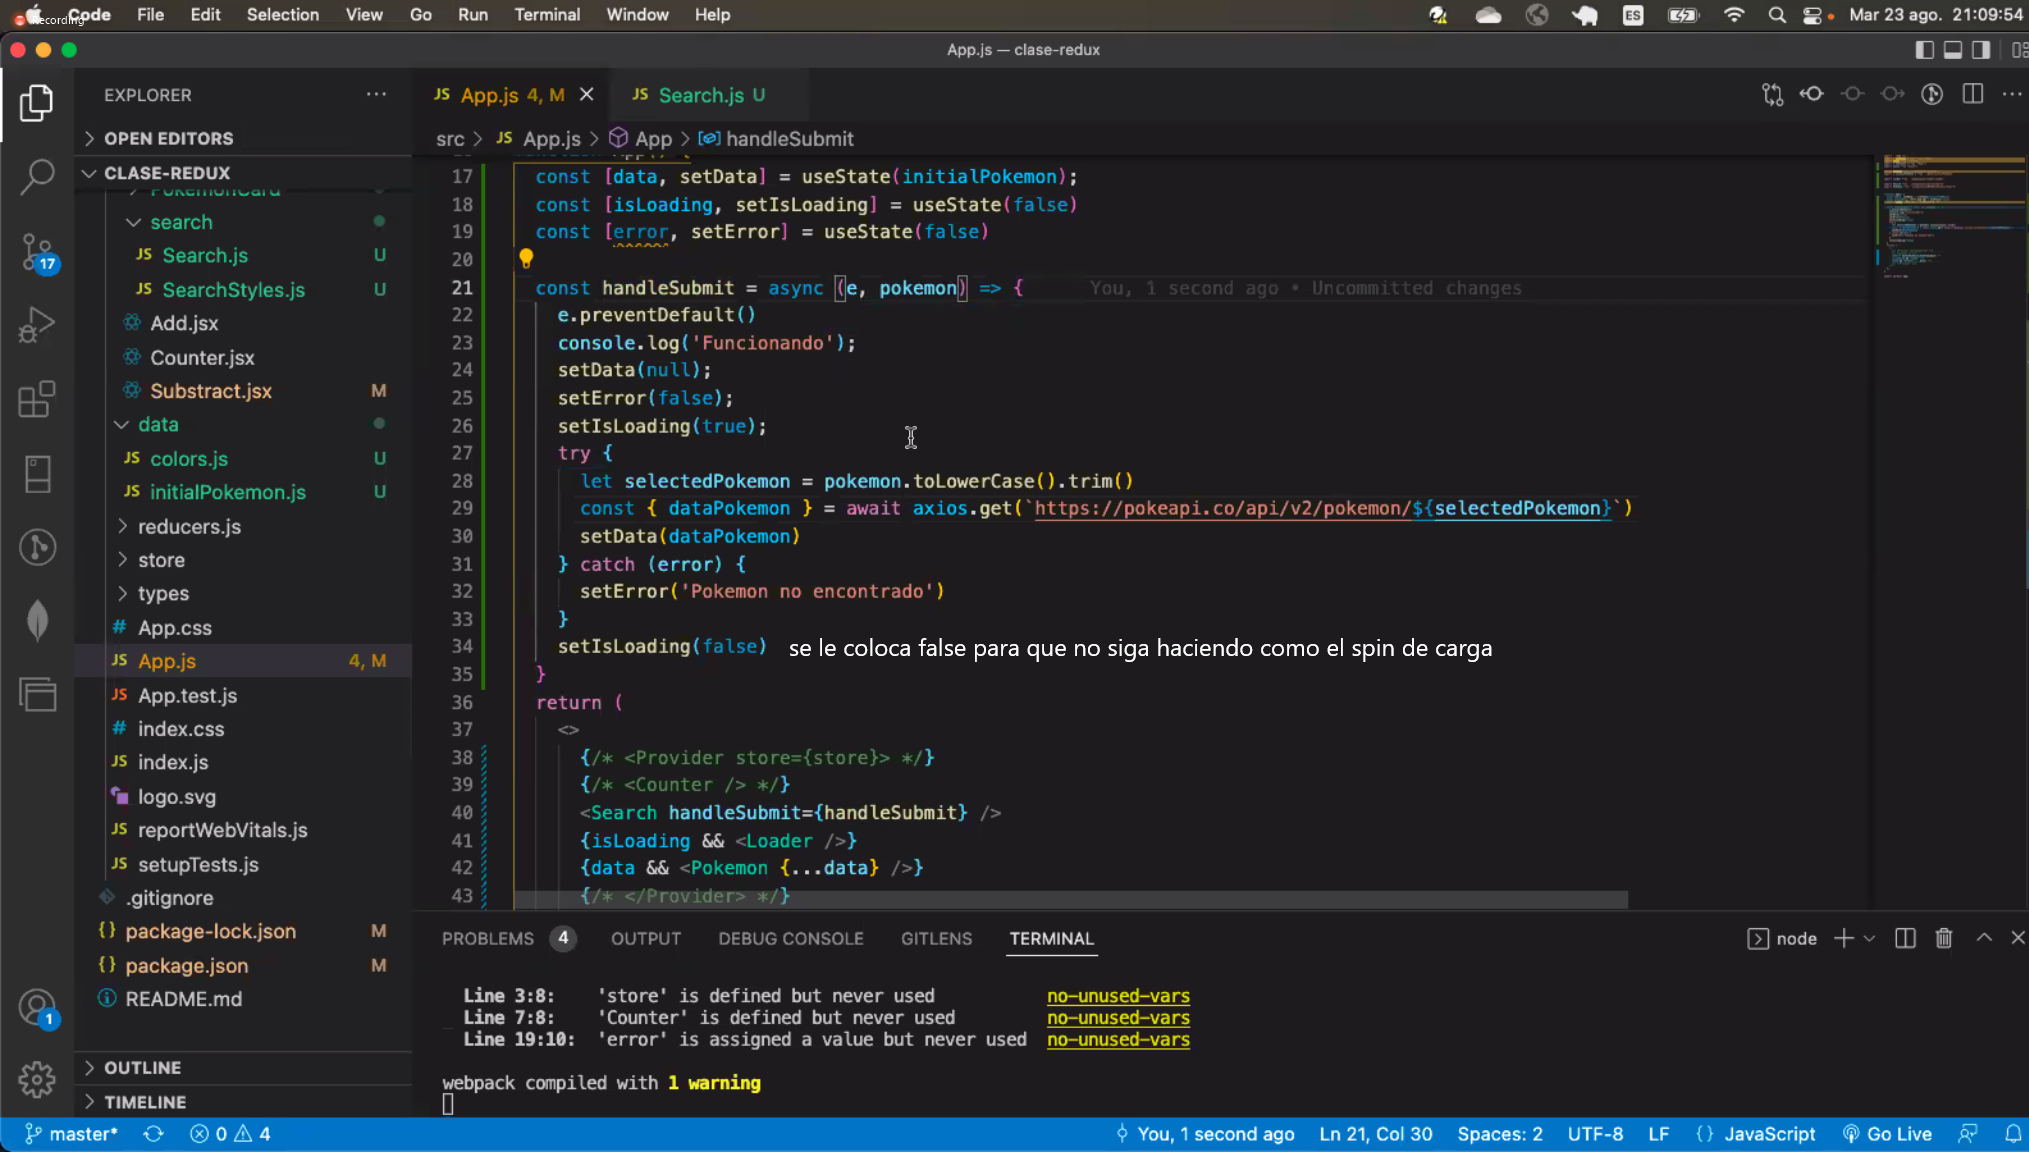 Recording
Code File Edit Selection View Go Run Terminal Window Help
ES
Mar 23 ago. 21:09:54
App.js — clase-redux
EXPLORER
OPEN EDITORS
CLASE-REDUX
PokemonCard
search
JS Search.js U
JS SearchStyles.js U
Add.jsx
Counter.jsx
Substract.jsx M
data
JS colors.js U
JS initialPokemon.js U
reducers.js
store
types
# App.css
JS App.js 4, M
JS App.test.js
# index.css
JS index.js
logo.svg
JS reportWebVitals.js
JS setupTests.js
.gitignore
{} package-lock.json M
{} package.json M
README.md
OUTLINE
TIMELINE
17
1
JS App.js 4, M
JS Search.js U
src > JS App.js > App > handleSubmit
17 const [data, setData] = useState(initialPokemon);
18 const [isLoading, setIsLoading] = useState(false)
19 const [error, setError] = useState(false)
20
21 const handleSubmit = async (e, pokemon) => { You, 1 second ago • Uncommitted changes
22 e.preventDefault()
23 console.log('Funcionando');
24 setData(null);
25 setError(false);
26 setIsLoading(true);
27 try {
28 let selectedPokemon = pokemon.toLowerCase().trim()
29 const { dataPokemon } = await axios.get(`https://pokeapi.co/api/v2/pokemon/${selectedPokemon}`)
30 setData(dataPokemon)
31 } catch (error) {
32 setError('Pokemon no encontrado')
33 }
34 setIsLoading(false) se le coloca false para que no siga haciendo como el spin de carga
35 }
36 return (
37 <>
38 {/* <Provider store={store}> */}
39 {/* <Counter /> */}
40 <Search handleSubmit={handleSubmit} />
41 {isLoading && <Loader />}
42 {data && <Pokemon {...data} />}
43 {/* </Provider> */}
PROBLEMS 4 OUTPUT DEBUG CONSOLE GITLENS TERMINAL
node
Line 3:8: 'store' is defined but never used no-unused-vars
Line 7:8: 'Counter' is defined but never used no-unused-vars
Line 19:10: 'error' is assigned a value but never used no-unused-vars
webpack compiled with 1 warning
master* 0 4
You, 1 second ago Ln 21, Col 30 Spaces: 2 UTF-8 LF {} JavaScript Go Live